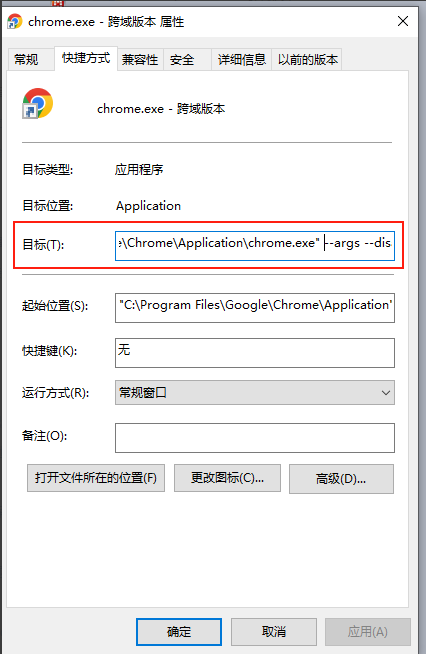 chrome.exe - 跨域版本 属性
常规 快捷方式 兼容性 安全 详细信息 以前的版本
chrome.exe - 跨域版本
目标类型: 应用程序
目标位置: Application
目标(T): e\Chrome\Application\chrome.exe" --args --dis
起始位置(S): "C:\Program Files\Google\Chrome\Application"
快捷键(K): 无
运行方式(R): 常规窗口
备注(O):
打开文件所在的位置(F) 更改图标(C)... 高级(D)...
确定 取消 应用(A)